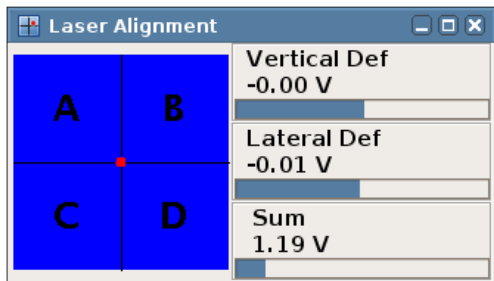 Laser Alignment
A B
C D
Vertical Def
-0.00 V
Lateral Def
-0.01 V
Sum
1.19 V